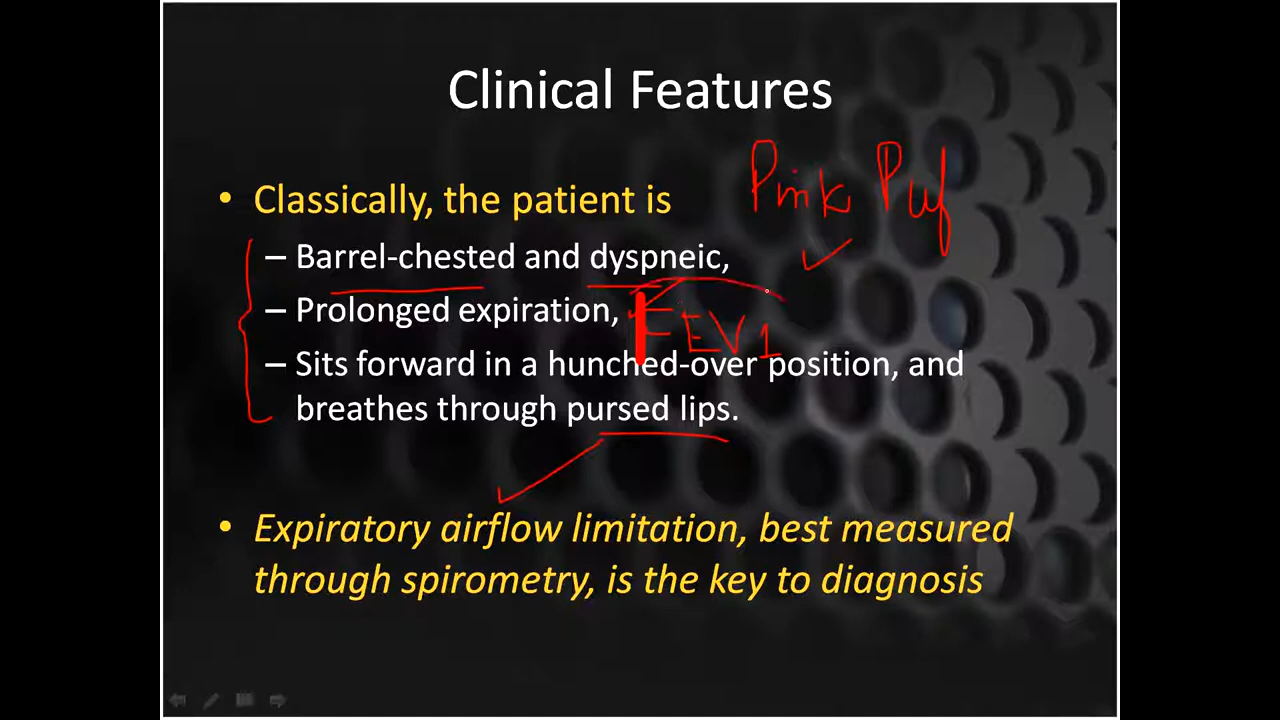 Clinical Features
Pink Puf
• Classically, the patient is
– Barrel-chested and dyspneic,
– Prolonged expiration, FEV1
– Sits forward in a hunched-over position, and
breathes through pursed lips.
• Expiratory airflow limitation, best measured
through spirometry, is the key to diagnosis